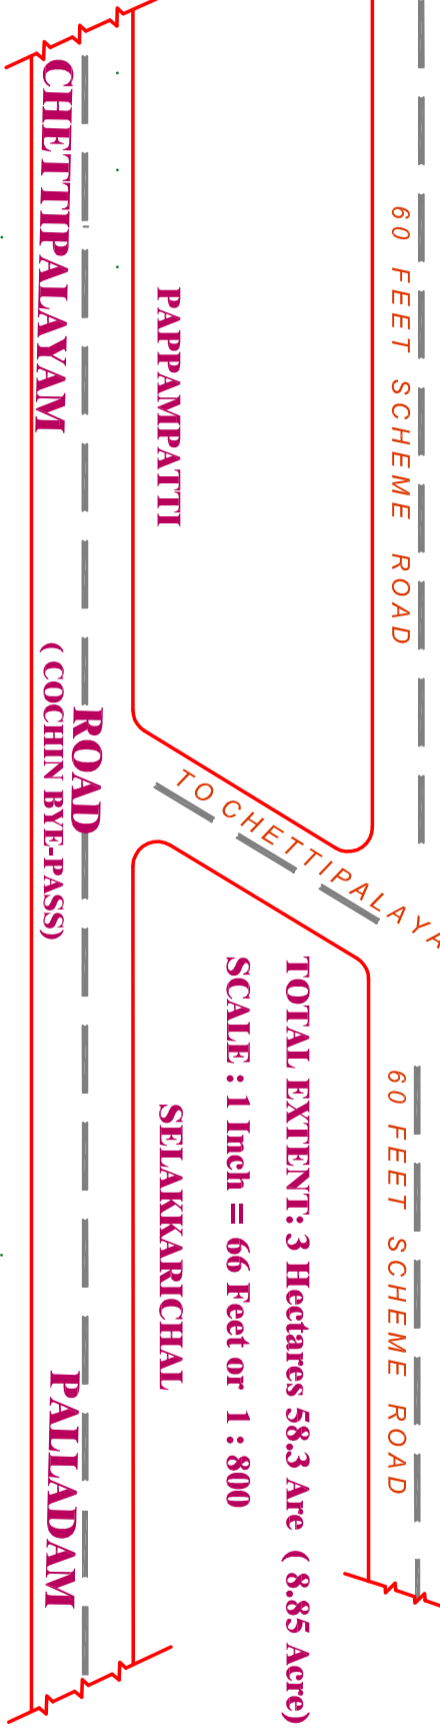 60 FEET SCHEME ROAD
60 FEET SCHEME ROAD
TO CHETTIPALAYA
TOTAL EXTENT: 3 Hectares 58.3 Are ( 8.85 Acre)
SCALE : 1 Inch = 66 Feet or 1 : 800
PAPPAMPATTI
SELAKKARICHAL
CHETTIPALAYAM ROAD PALLADAM
( COCHIN BYE-PASS)